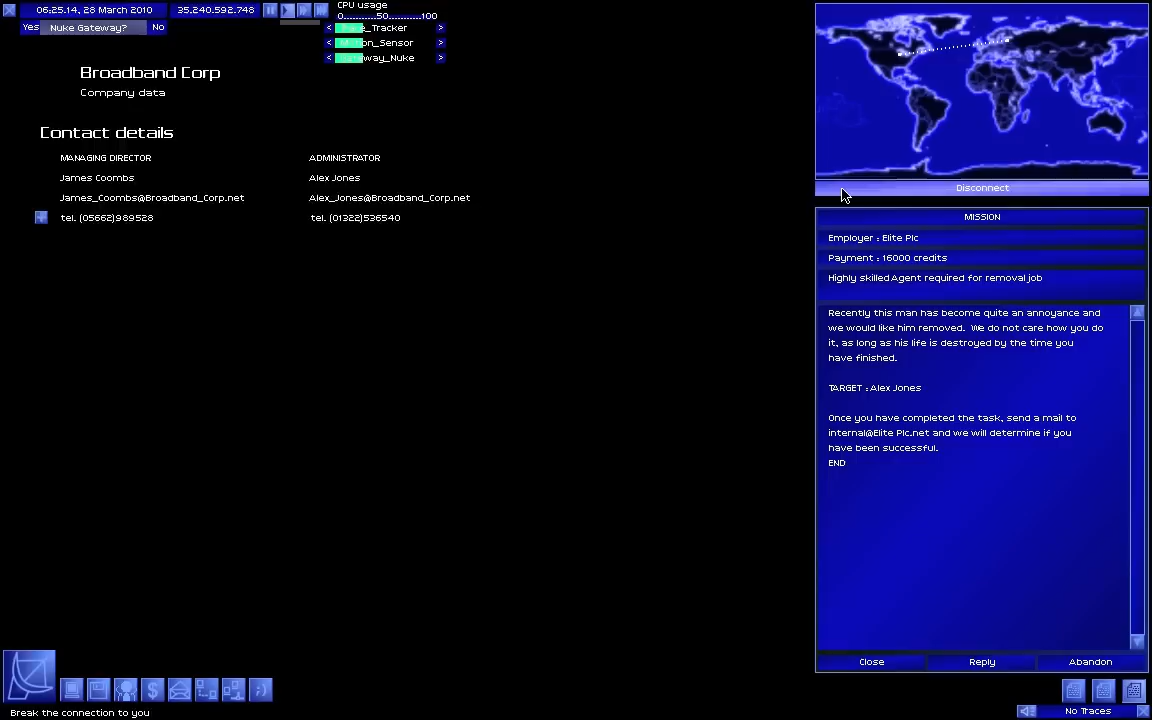 06:25.14, 28 March 2010
35.240.592.748
CPU usage
0...........50...........100
Yes
Nuke Gateway?
No
< e_Tracker >
< on_Sensor >
< way_Nuke >
Broadband Corp
Company data
Contact details
MANAGING DIRECTOR
ADMINISTRATOR
James Coombs
Alex Jones
James_Coombs@Broadband_Corp.net
Alex_Jones@Broadband_Corp.net
+ tel. (05662)989528
tel. (01322)536540
Disconnect
MISSION
Employer : Elite Plc
Payment : 16000 credits
Highly skilled Agent required for removal job
Recently this man has become quite an annoyance and
we would like him removed. We do not care how you do
it, as long as his life is destroyed by the time you
have finished.
TARGET : Alex Jones
Once you have completed the task, send a mail to
internal@Elite Plc.net and we will determine if you
have been successful.
END
Close
Reply
Abandon
$
;)
Break the connection to you
No Traces